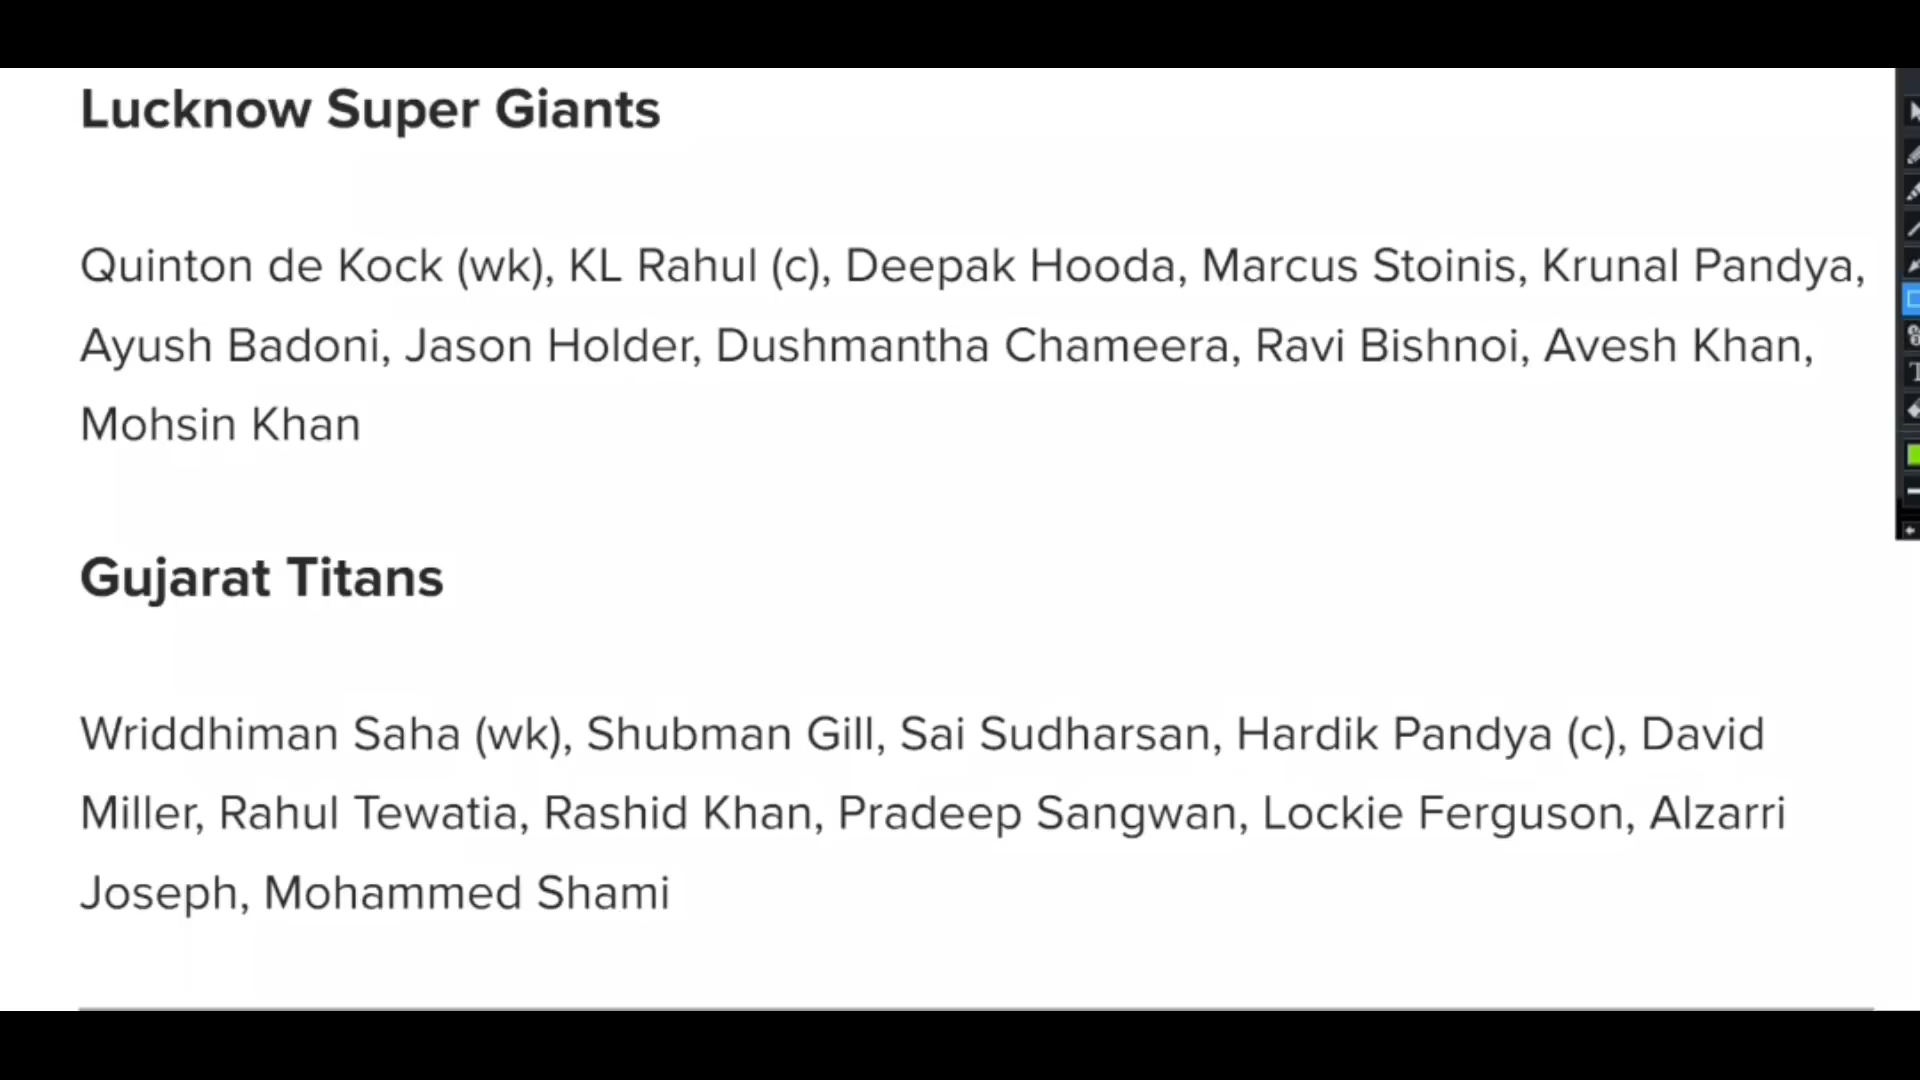 Lucknow Super Giants
Quinton de Kock (wk), KL Rahul (c), Deepak Hooda, Marcus Stoinis, Krunal Pandya,
Ayush Badoni, Jason Holder, Dushmantha Chameera, Ravi Bishnoi, Avesh Khan,
Mohsin Khan
Gujarat Titans
Wriddhiman Saha (wk), Shubman Gill, Sai Sudharsan, Hardik Pandya (c), David
Miller, Rahul Tewatia, Rashid Khan, Pradeep Sangwan, Lockie Ferguson, Alzarri
Joseph, Mohammed Shami